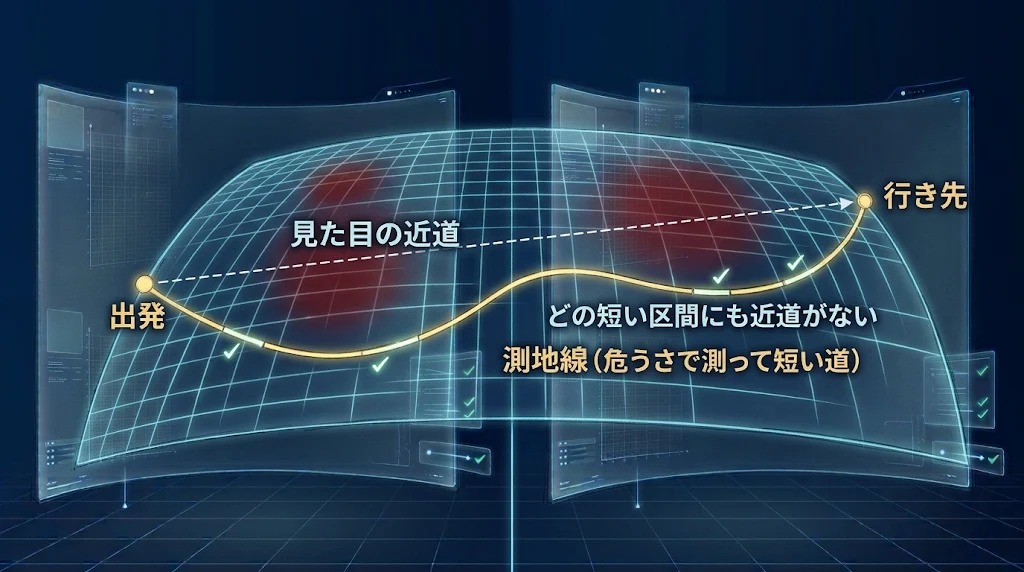 行き先
見た目の近道
出発
どの短い区間にも近道がない
測地線(危うさで測って短い道)